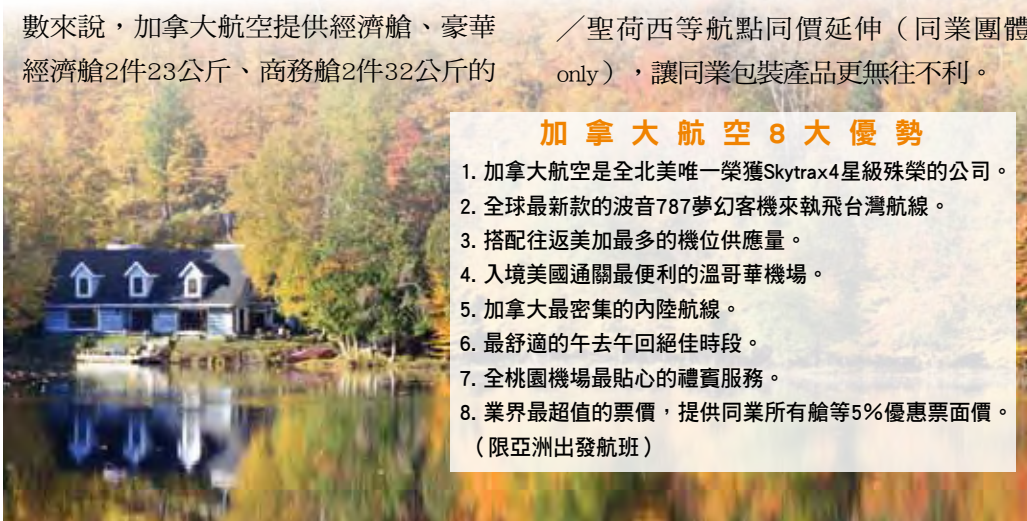 數來說，加拿大航空提供經濟艙、豪華
經濟艙2件23公斤、商務艙2件32公斤的
／聖荷西等航點同價延伸（同業團體
only），讓同業包裝產品更無往不利。
加拿大航空8大優勢
1. 加拿大航空是全北美唯一榮獲Skytrax4星級殊榮的公司。
2. 全球最新款的波音787夢幻客機來執飛台灣航線。
3. 搭配往返美加最多的機位供應量。
4. 入境美國通關最便利的溫哥華機場。
5. 加拿大最密集的內陸航線。
6. 最舒適的午去午回絕佳時段。
7. 全桃園機場最貼心的禮賓服務。
8. 業界最超值的票價，提供同業所有艙等5%優惠票面價。
（限亞洲出發航班）